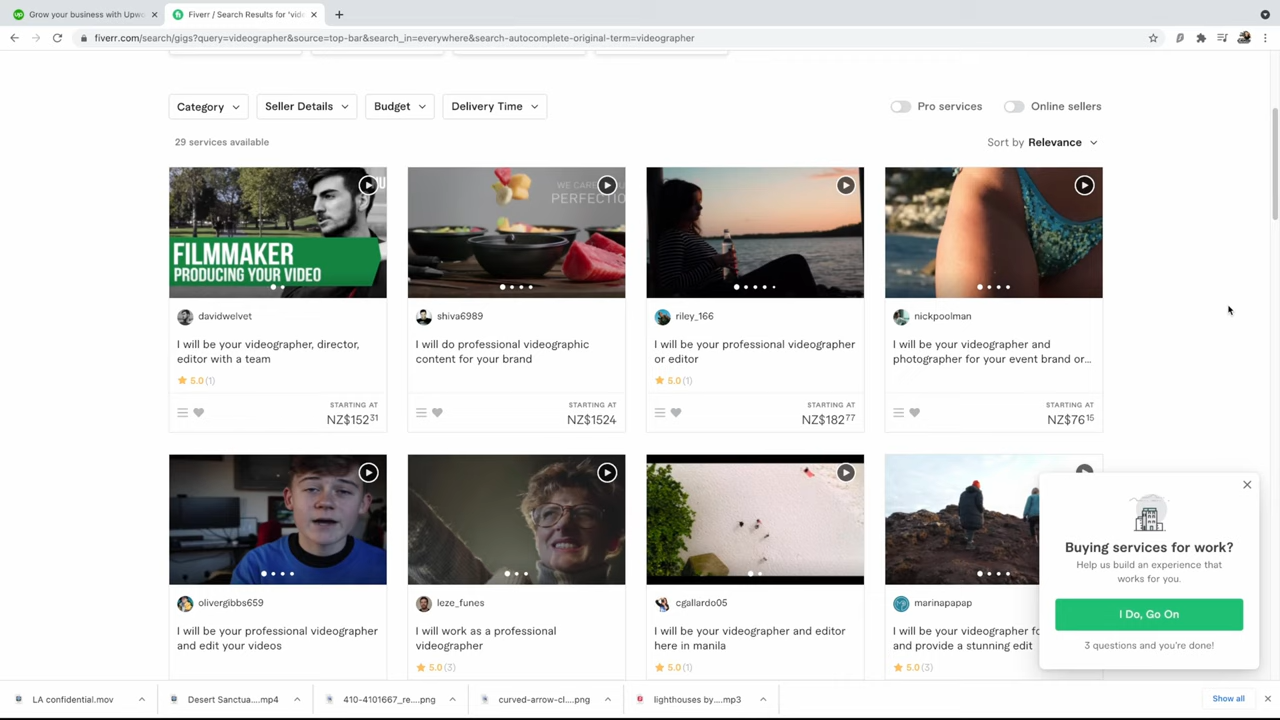 Grow your business with Upwo
Fiverr / Search Results for 'vide
fiverr.com/search/gigs?query=videographer&source=top-bar&search_in=everywhere&search-autocomplete-original-term=videographer
Category
Seller Details
Budget
Delivery Time
Pro services
Online sellers
29 services available
Sort by Relevance
FILMMAKER
PRODUCING YOUR VIDEO
davidwelvet
I will be your videographer, director,
editor with a team
5.0 (1)
STARTING AT
NZ$152 31
WE CARE
PERFECTIO
shiva6989
I will do professional videographic
content for your brand
STARTING AT
NZ$1524
riley_166
I will be your professional videographer
or editor
5.0 (1)
STARTING AT
NZ$182 77
nickpoolman
I will be your videographer and
photographer for your event brand or...
STARTING AT
NZ$76 15
olivergibbs659
I will be your professional videographer
and edit your videos
leze_funes
I will work as a professional
videographer
5.0 (3)
cgallardo05
I will be your videographer and editor
here in manila
5.0 (1)
marinapapap
I will be your videographer fo
and provide a stunning edit
5.0 (3)
Buying services for work?
Help us build an experience that
works for you.
I Do, Go On
3 questions and you're done!
LA confidential.mov
Desert Sanctua....mp4
410-4101667_re....png
curved-arrow-cl....png
lighthouses by....mp3
Show all